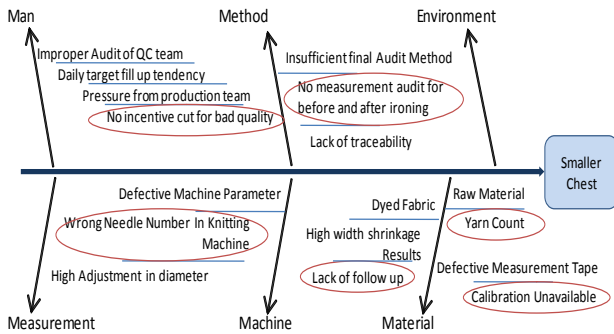 Man
Method
Environment
Improper Audit of QC team
Daily target fill up tendency
Pressure from production team
No incentive cut for bad quality
Insufficient final Audit Method
No measurement audit for
before and after ironing
Lack of traceability
Smaller
Chest
Defective Machine Parameter
Wrong Needle Number In Knitting
Machine
High Adjustment in diameter
Dyed Fabric
High width shrinkage
Results
Lack of follow up
Raw Material
Yarn Count
Defective Measurement Tape
Calibration Unavailable
Measurement
Machine
Material